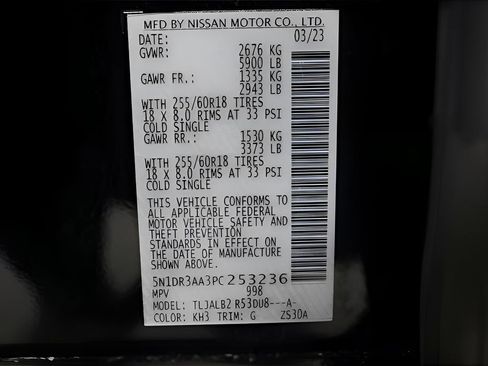 MFD BY NISSAN MOTOR CO., LTD.
DATE: 03/23
GVWR: 2676 KG
5900 LB
GAWR FR.: 1335 KG
2943 LB
WITH 255/60R18 TIRES
18 X 8.0 RIMS AT 33 PSI
COLD SINGLE
GAWR RR.: 1530 KG
3373 LB
WITH 255/60R18 TIRES
18 X 8.0 RIMS AT 33 PSI
COLD SINGLE
THIS VEHICLE CONFORMS TO
ALL APPLICABLE FEDERAL
MOTOR VEHICLE SAFETY AND
THEFT PREVENTION
STANDARDS IN EFFECT ON
THE DATE OF MANUFACTURE
SHOWN ABOVE.
5N1DR3AA3PC253236
MPV 998
MODEL: TLJALB2 R53DU8---A-
COLOR: KH3 TRIM: G ZS30A